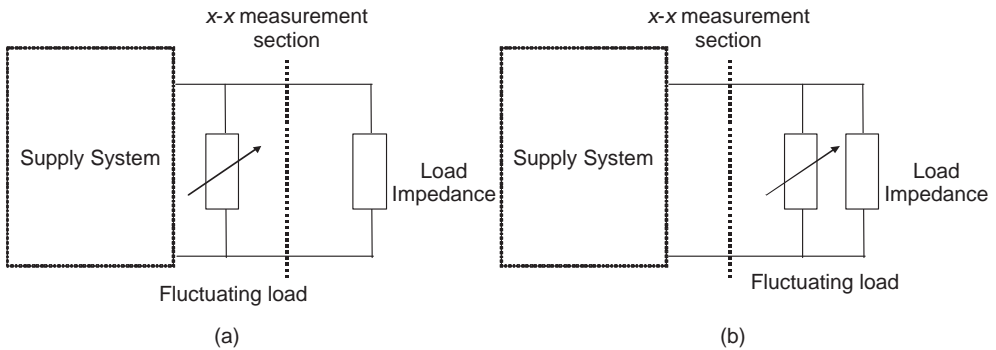 x-x measurement
section
Supply System
Load
Impedance
Fluctuating load
(a)
x-x measurement
section
Supply System
Load
Impedance
Fluctuating load
(b)